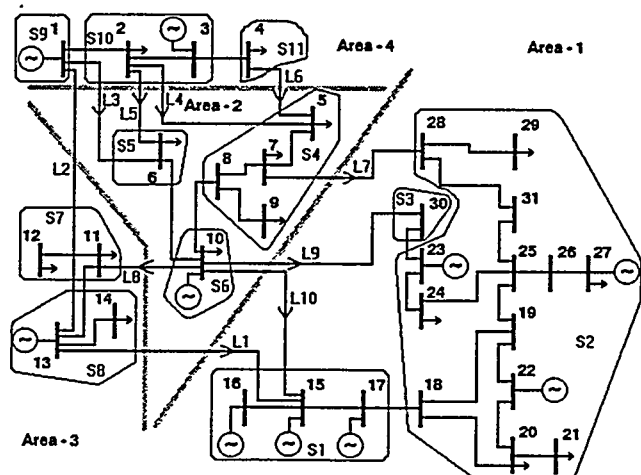 S9 1 S10 2 3 4 S11 Area - 4 Area - 1
L3 L5 L4 Area - 2 L6 5
S5 6 8 7 S4 L7 28 29
L2 9 S3 30 31
S7 12 11 10 23 25 26 27
L8 S6 L9 24
14 L10 19 S2
13 S8 L1 22
16 15 17 18
Area - 3 S1 20 21
~ ~ ~ ~ ~ ~ ~ ~ ~ ~